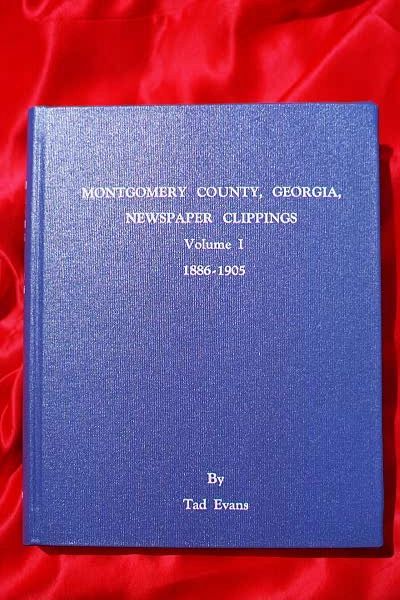 MONTGOMERY COUNTY, GEORGIA,
NEWSPAPER CLIPPINGS
Volume I
1886-1905
By
Tad Evans